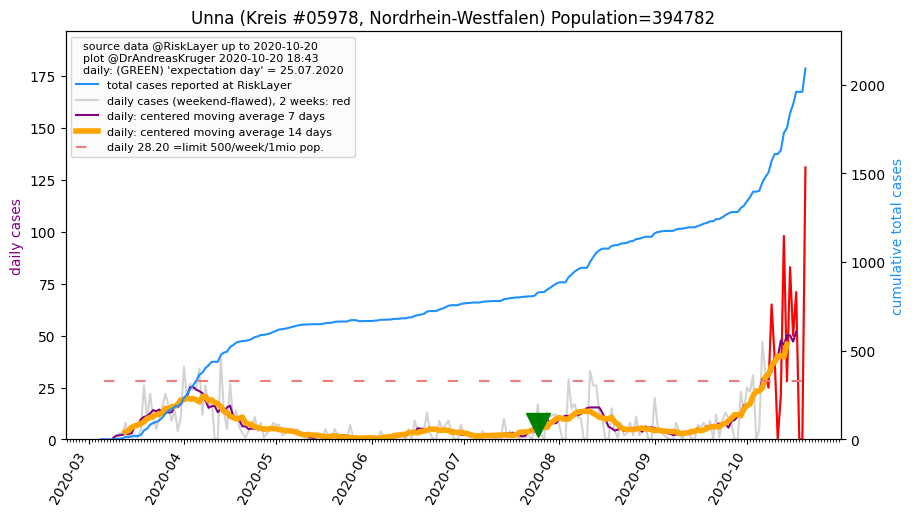 Unna (Kreis #05978, Nordrhein-Westfalen) Population=394782
source data @RiskLayer up to 2020-10-20
plot @DrAndreasKruger 2020-10-20 18:43
daily: (GREEN) 'expectation day' = 25.07.2020
total cases reported at RiskLayer
daily cases (weekend-flawed), 2 weeks: red
daily: centered moving average 7 days
daily: centered moving average 14 days
daily 28.20 =limit 500/week/1mio pop.
daily cases
175
150
125
100
75
50
25
0
cumulative total cases
2000
1500
1000
500
0
2020-03
2020-04
2020-05
2020-06
2020-07
2020-08
2020-09
2020-10